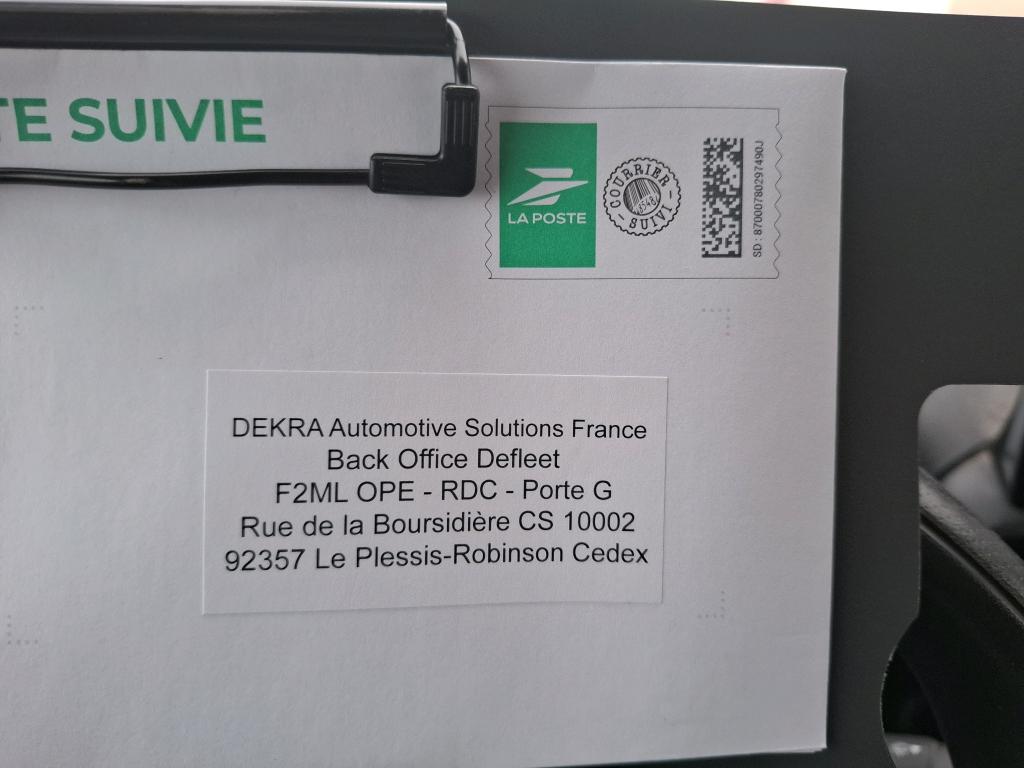 TE SUIVIE
LA POSTE
COURRIER
SUIVI
SD : 87000780297490J
DEKRA Automotive Solutions France
Back Office Defleet
F2ML OPE - RDC - Porte G
Rue de la Boursidière CS 10002
92357 Le Plessis-Robinson Cedex